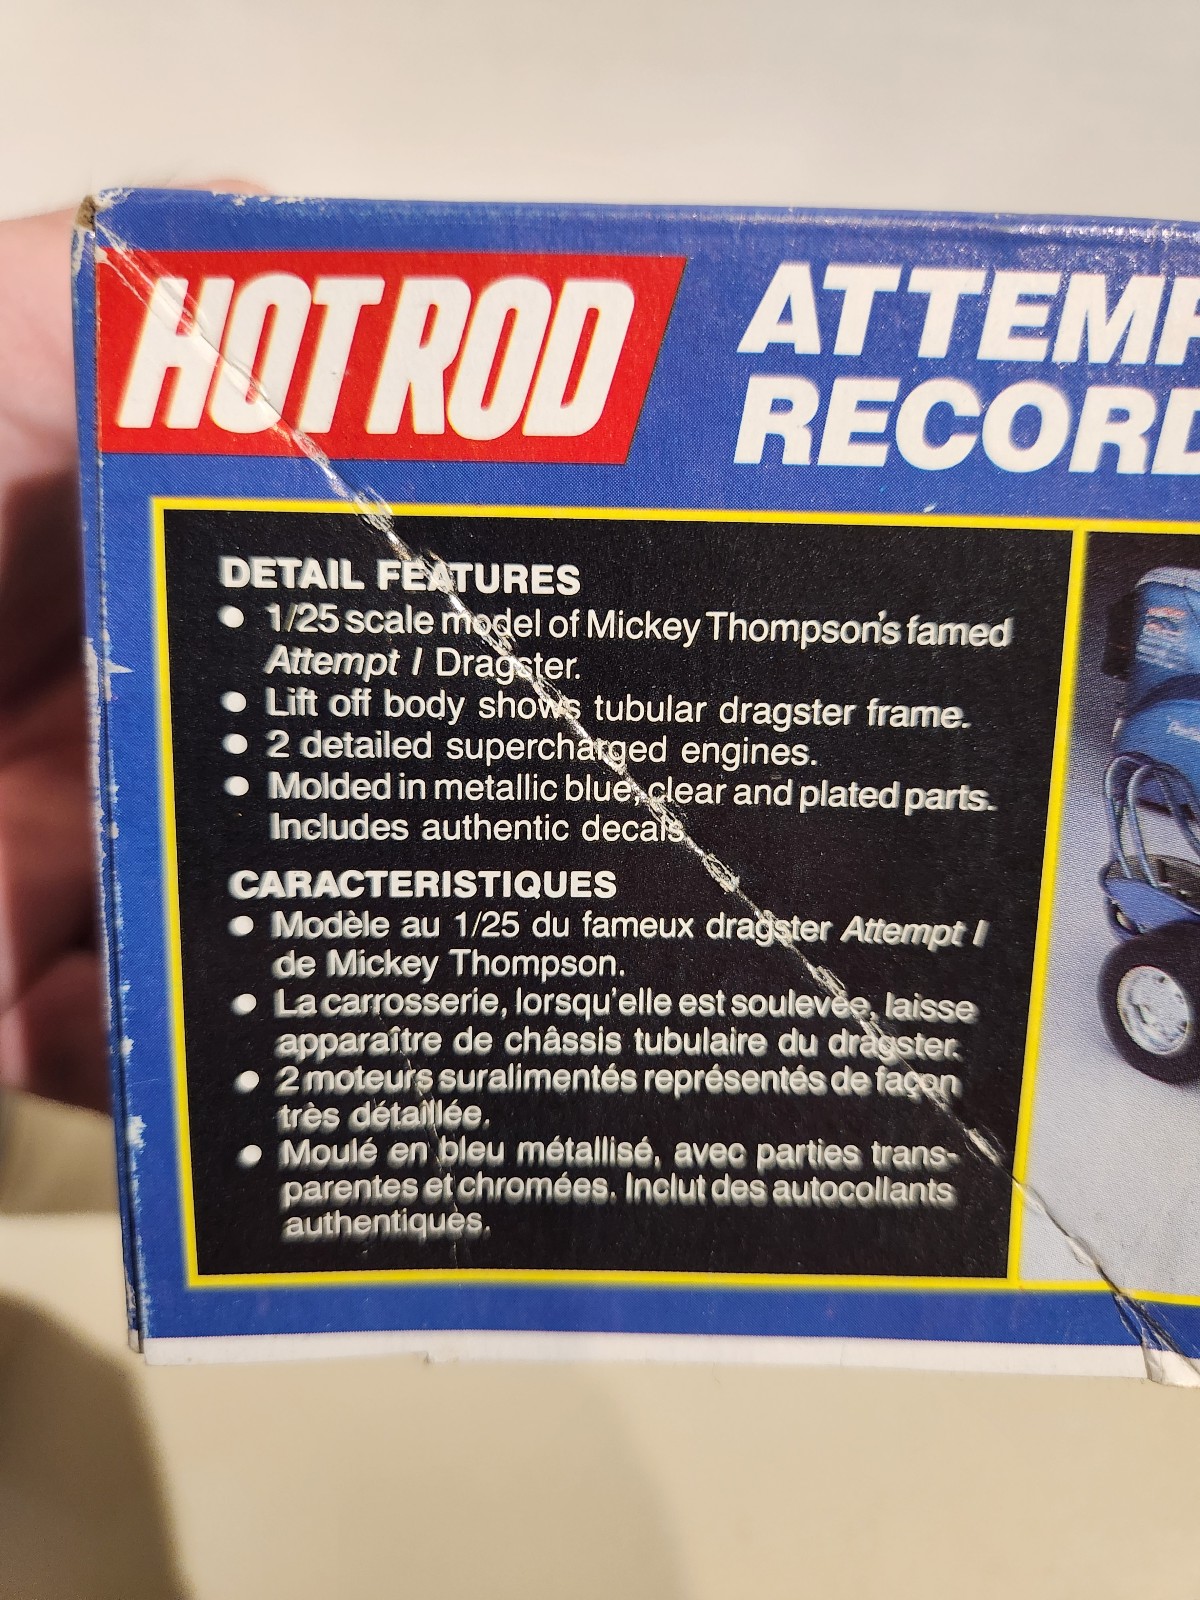 HOT ROD
DETAIL FEATURES
• 1/25 scale model of Mickey Thompson's famed
Attempt I Dragster.
• Lift off body shows tubular dragster frame.
• 2 detailed supercharged engines.
• Molded in metallic blue, clear and plated parts.
Includes authentic decals.
CARACTERISTIQUES
• Modèle au 1/25 du fameux dragster Attempt I
de Mickey Thompson.
• La carrosserie, lorsqu'elle est soulevée, laisse
apparaître de châssis tubulaire du dragster.
• 2 moteurs suralimentés représentés de façon
très détaillée.
• Moulé en bleu métallisé, avec parties trans-
parentes et chromées. Inclut des autocollants
authentiques.